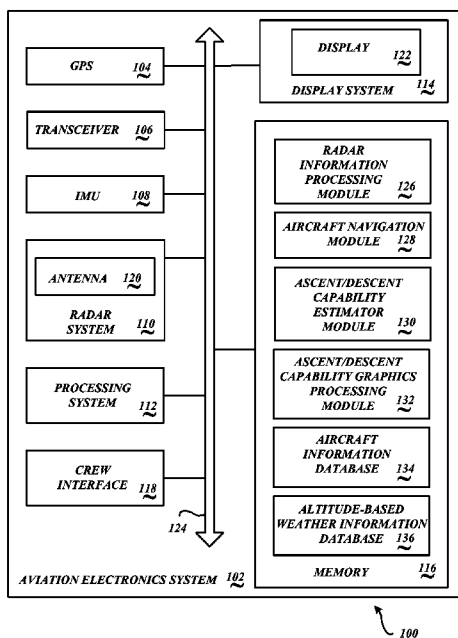 GPS 104
TRANSCEIVER 106
IMU 108
ANTENNA 120
RADAR SYSTEM 110
PROCESSING SYSTEM 112
CREW INTERFACE 118
124
AVIATION ELECTRONICS SYSTEM 102
DISPLAY 122
DISPLAY SYSTEM 114
RADAR
INFORMATION
PROCESSING
MODULE 126
AIRCRAFT NAVIGATION
MODULE 128
ASCENT/DESCENT
CAPABILITY
ESTIMATOR
MODULE 130
ASCENT/DESCENT
CAPABILITY GRAPHICS
PROCESSING
MODULE 132
AIRCRAFT
INFORMATION
DATABASE 134
ALTITUDE-BASED
WEATHER INFORMATION
DATABASE 136
MEMORY 116
100